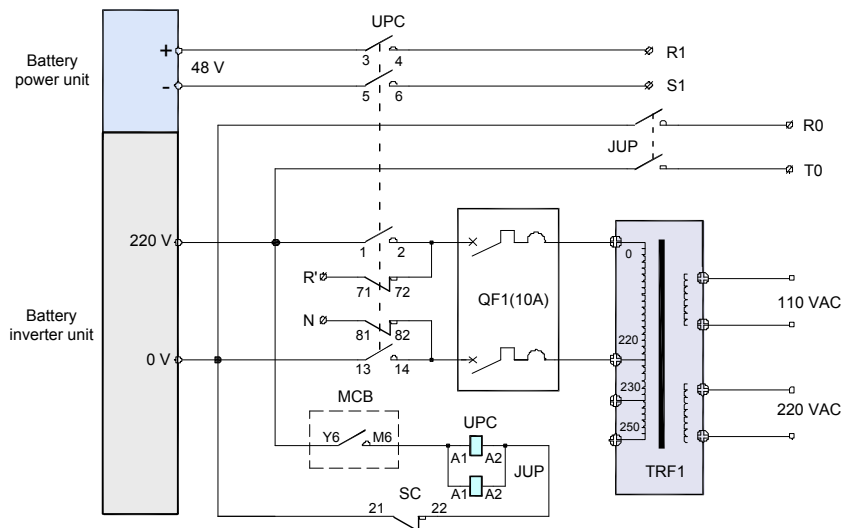 UPC
+
3 4
R1
Battery
power unit
48 V
-
5 6
S1
R0
JUP
T0
220 V
1 2
0
R'
71 72
QF1(10A)
110 VAC
Battery
inverter unit
N
81 82
220
0 V
13 14
230
MCB
250
220 VAC
UPC
Y6 M6
A1 A2
JUP
TRF1
SC
A1 A2
21 22